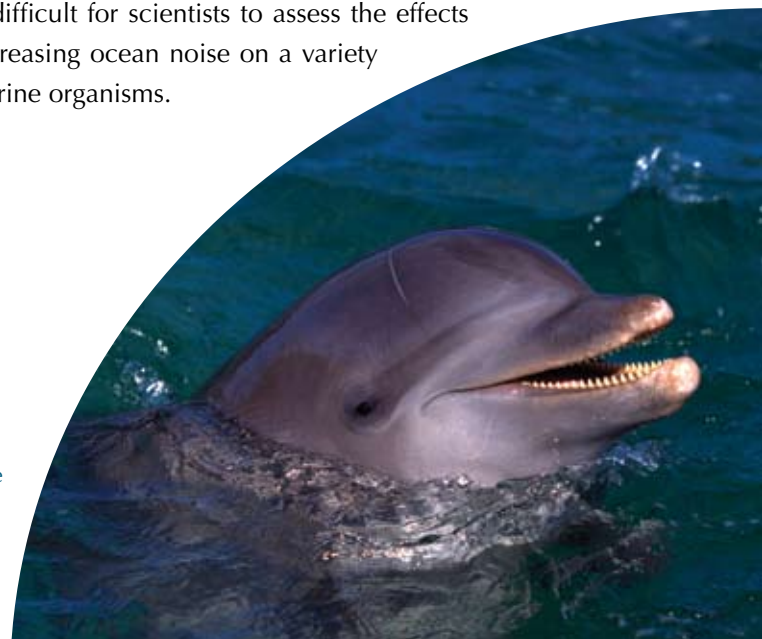 difficult for scientists to assess the effects
reasing ocean noise on a variety
rine organisms.
e